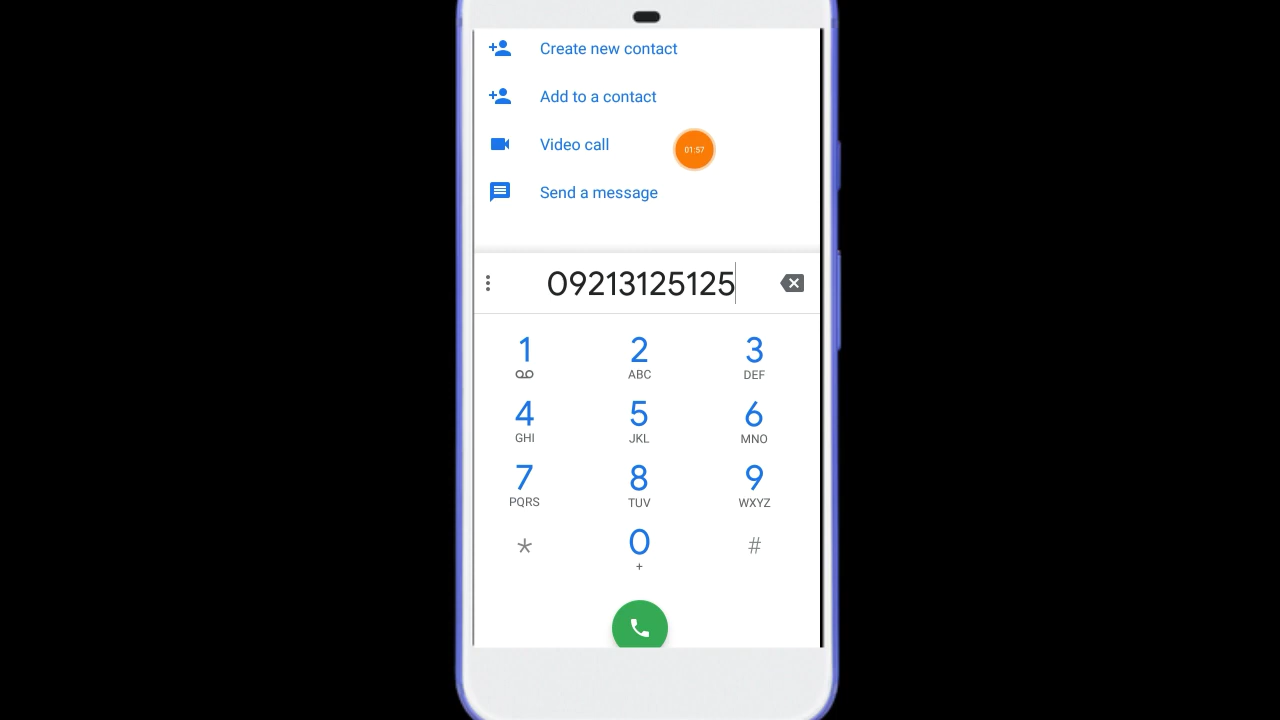 Create new contact
Add to a contact
Video call
01:57
Send a message
09213125125
1 2 3
ABC DEF
4 5 6
GHI JKL MNO
7 8 9
PQRS TUV WXYZ
* 0 #
+